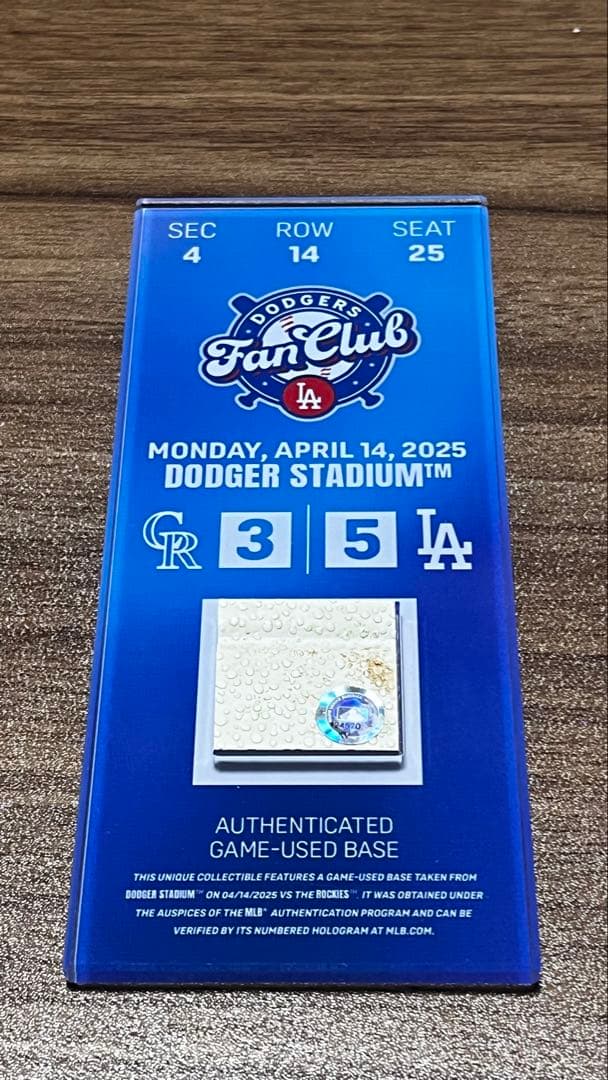 SEC ROW SEAT
4 14 25
DODGERS
Fan Club
LA
MONDAY, APRIL 14, 2025
DODGER STADIUM™
CR 3 5 LA
AUTHENTICATED
GAME-USED BASE
THIS UNIQUE COLLECTIBLE FEATURES A GAME-USED BASE TAKEN FROM
DODGER STADIUM™ ON 04/14/2025 VS THE ROCKIES™. IT WAS OBTAINED UNDER
THE AUSPICES OF THE MLB® AUTHENTICATION PROGRAM AND CAN BE
VERIFIED BY ITS NUMBERED HOLOGRAM AT MLB.COM.